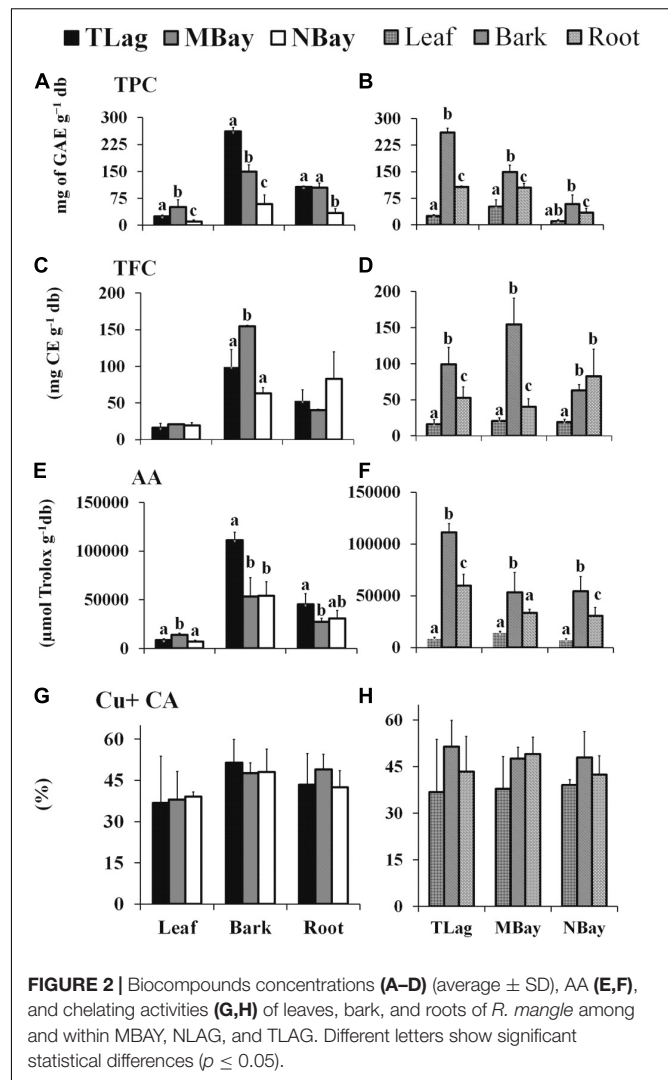 TLag MBay NBay Leaf Bark Root
A TPC B
mg of GAE g⁻¹ db
300
225
150
75
0
a b c a b c a a b
300
225
150
75
0
a b c a b c ab b c
C TFC D
(mg CE g⁻¹ db)
200
150
100
50
0
a b a
200
150
100
50
0
a b c a b c a b b
E AA F
(µmol Trolox g⁻¹db)
150000
100000
50000
0
a b a a b b a b ab
150000
100000
50000
0
a b c a b a a b c
G Cu+ CA H
(%)
60
45
30
15
0
Leaf Bark Root
60
45
30
15
0
TLag MBay NBay
FIGURE 2 | Biocompounds concentrations (A–D) (average ± SD), AA (E,F),
and chelating activities (G,H) of leaves, bark, and roots of R. mangle among
and within MBAY, NLAG, and TLAG. Different letters show significant
statistical differences (p ≤ 0.05).